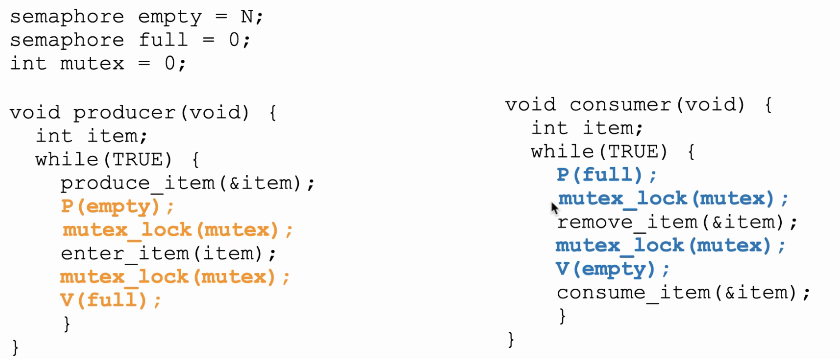 semaphore empty = N;
semaphore full = 0;
int mutex = 0;
void producer(void) {
int item;
while(TRUE) {
produce_item(&item);
P(empty);
mutex_lock(mutex);
enter_item(item);
mutex_lock(mutex);
V(full);
}
}
void consumer(void) {
int item;
while(TRUE) {
P(full);
mutex_lock(mutex);
remove_item(&item);
mutex_lock(mutex);
V(empty);
consume_item(&item);
}
}